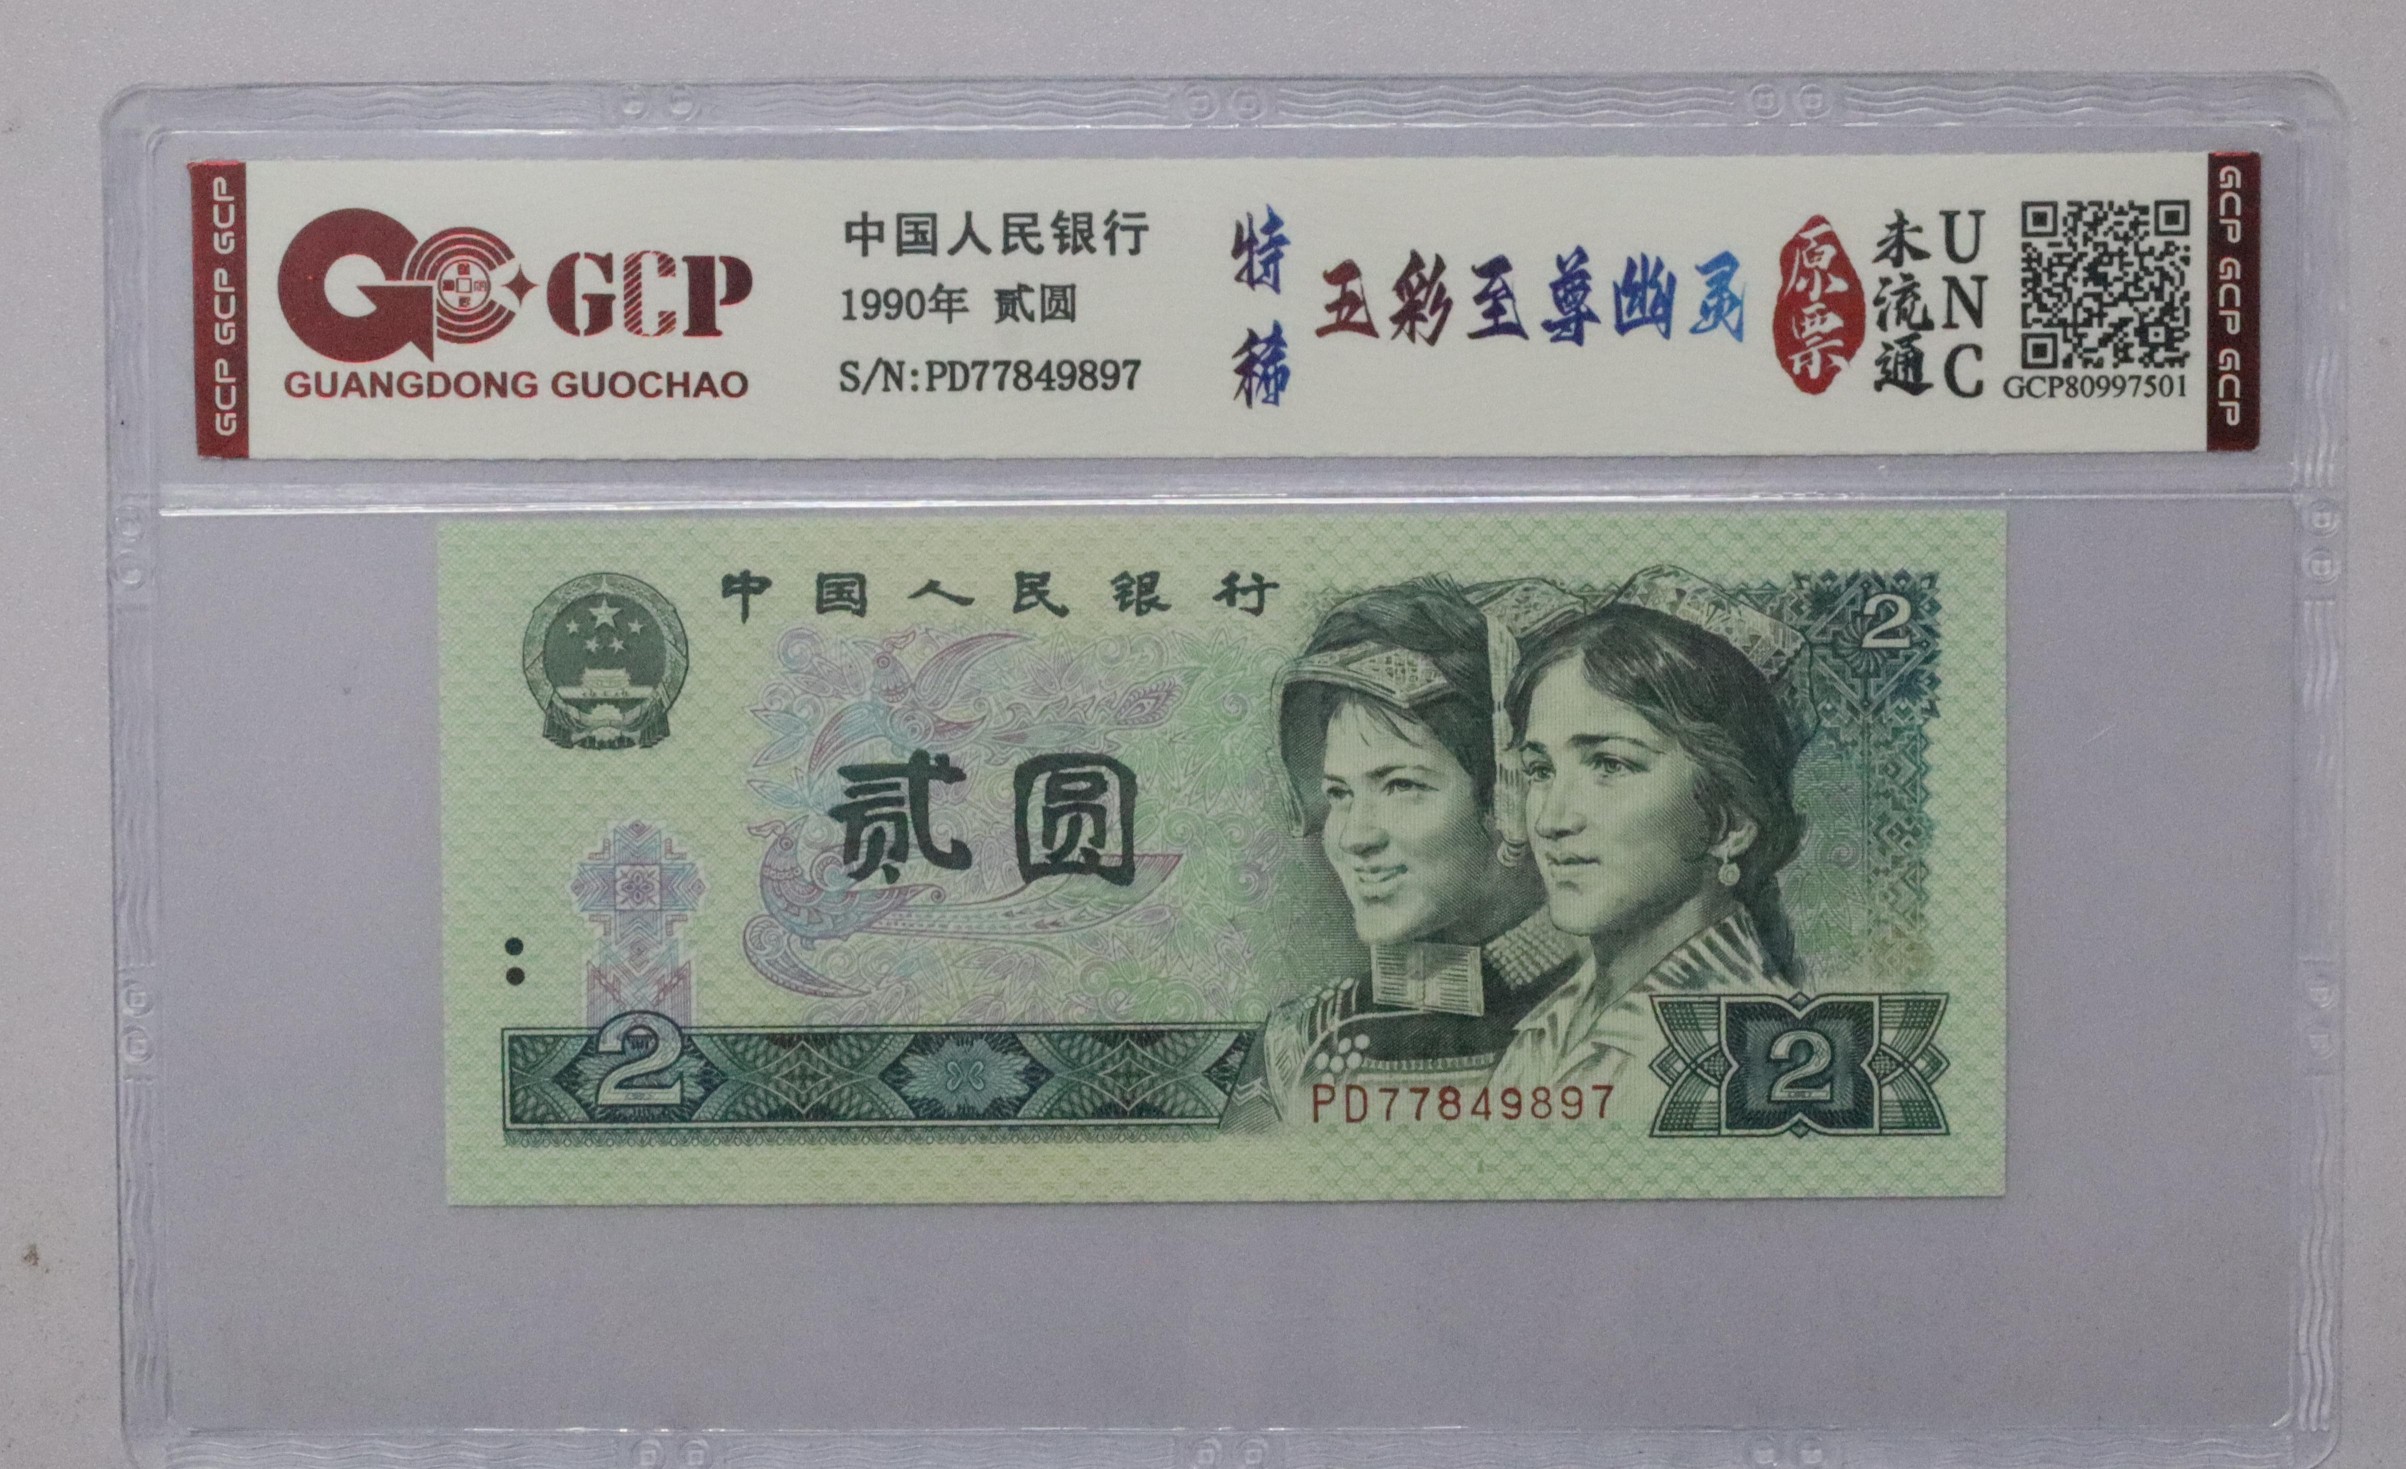 GCP GCP GCP
GCP
GUANGDONG GUOCHAO
中国人民银行
1990年 贰圆
S/N:PD77849897
特稀
五彩至尊幽灵
原票
未流通
UNC
GCP80997501
GCP GCP GCP
中国人民银行
2
贰圆
2
PD77849897
2